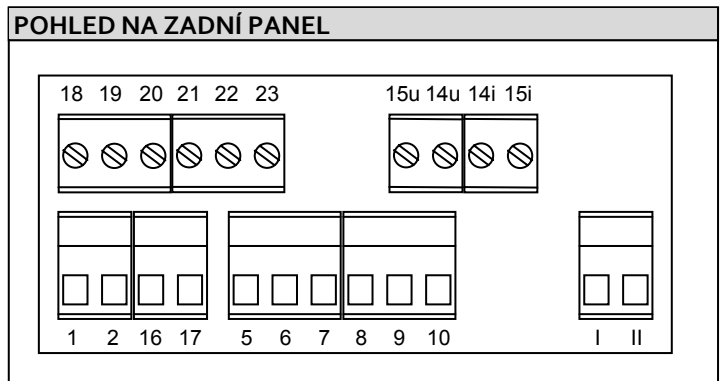 POHLED NA ZADNÍ PANEL
18 19 20 21 22 23 15u 14u 14i 15i
1 2 16 17 5 6 7 8 9 10 I II